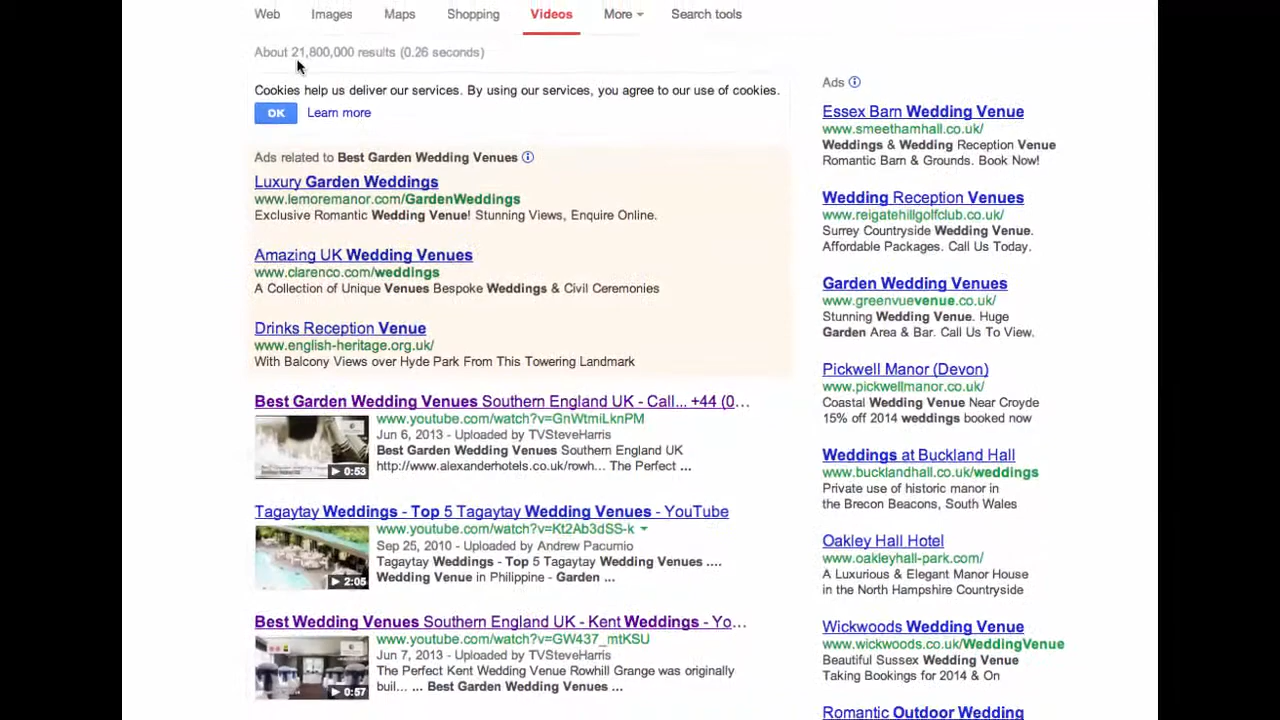 Web Images Maps Shopping Videos More Search tools
About 21,800,000 results (0.26 seconds)
Cookies help us deliver our services. By using our services, you agree to our use of cookies.
OK Learn more
Ads related to Best Garden Wedding Venues
Luxury Garden Weddings
www.lemoremanor.com/GardenWeddings
Exclusive Romantic Wedding Venue! Stunning Views, Enquire Online.
Amazing UK Wedding Venues
www.clarenco.com/weddings
A Collection of Unique Venues Bespoke Weddings & Civil Ceremonies
Drinks Reception Venue
www.english-heritage.org.uk/
With Balcony Views over Hyde Park From This Towering Landmark
Best Garden Wedding Venues Southern England UK - Call... +44 (0...
www.youtube.com/watch?v=GnWtmiLknPM
Jun 6, 2013 - Uploaded by TVSteveHarris
Best Garden Wedding Venues Southern England UK
http://www.alexanderhotels.co.uk/rowh... The Perfect ...
0:53
Tagaytay Weddings - Top 5 Tagaytay Wedding Venues - YouTube
www.youtube.com/watch?v=Kt2Ab3dSS-k
Sep 25, 2010 - Uploaded by Andrew Pacumio
Tagaytay Weddings - Top 5 Tagaytay Wedding Venues ....
Wedding Venue in Philippine - Garden ...
2:05
Best Wedding Venues Southern England UK - Kent Weddings - Yo...
www.youtube.com/watch?v=GW437_mtKSU
Jun 7, 2013 - Uploaded by TVSteveHarris
The Perfect Kent Wedding Venue Rowhill Grange was originally
buil... ... Best Garden Wedding Venues ...
0:57
Ads
Essex Barn Wedding Venue
www.smeethamhall.co.uk/
Weddings & Wedding Reception Venue
Romantic Barn & Grounds. Book Now!
Wedding Reception Venues
www.reigatehillgolfclub.co.uk/
Surrey Countryside Wedding Venue.
Affordable Packages. Call Us Today.
Garden Wedding Venues
www.greenvuevenue.co.uk/
Stunning Wedding Venue. Huge
Garden Area & Bar. Call Us To View.
Pickwell Manor (Devon)
www.pickwellmanor.co.uk/
Coastal Wedding Venue Near Croyde
15% off 2014 weddings booked now
Weddings at Buckland Hall
www.bucklandhall.co.uk/weddings
Private use of historic manor in
the Brecon Beacons, South Wales
Oakley Hall Hotel
www.oakleyhall-park.com/
A Luxurious & Elegant Manor House
in the North Hampshire Countryside
Wickwoods Wedding Venue
www.wickwoods.co.uk/WeddingVenue
Beautiful Sussex Wedding Venue
Taking Bookings for 2014 & On
Romantic Outdoor Wedding